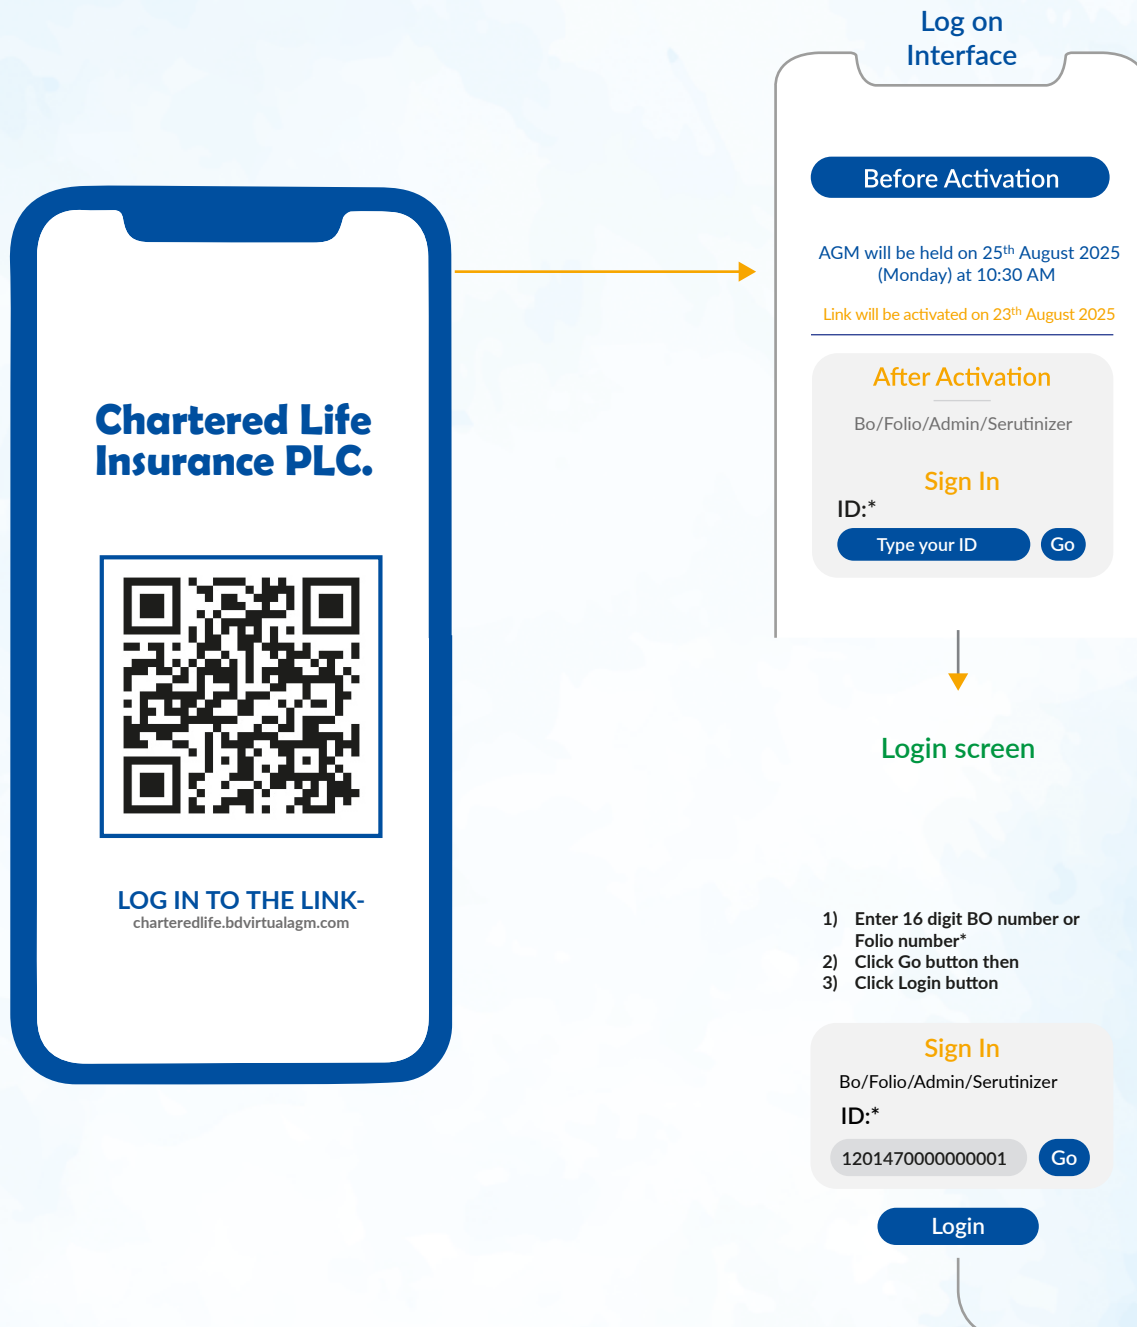 Chartered Life
Insurance PLC.
LOG IN TO THE LINK-
charteredlife.bdvirtualagm.com
Log on
Interface
Before Activation
AGM will be held on 25th August 2025
(Monday) at 10:30 AM
Link will be activated on 23th August 2025
After Activation
Bo/Folio/Admin/Serutinizer
Sign In
ID:*
Type your ID Go
Login screen
1) Enter 16 digit BO number or
Folio number*
2) Click Go button then
3) Click Login button
Sign In
Bo/Folio/Admin/Serutinizer
ID:*
1201470000000001 Go
Login